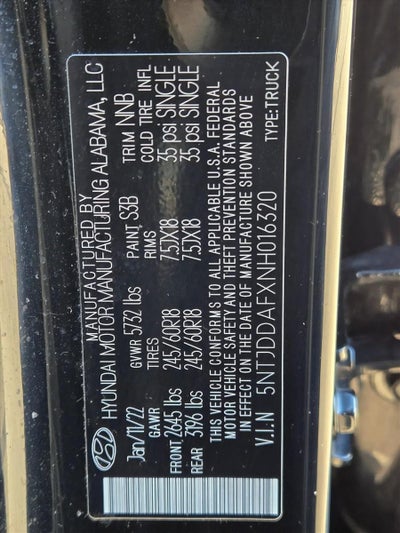 MANUFACTURED BY
HYUNDAI MOTOR MANUFACTURING ALABAMA, LLC
Jan/11/22 GVWR 5732 lbs PAINT S3B TRIM NNB
GAWR TIRES RIMS COLD TIRE INFL
FRONT 2645 lbs 245/60R18 7.5JX18 35 psi SINGLE
REAR 3196 lbs 245/60R18 7.5JX18 35 psi SINGLE
THIS VEHICLE CONFORMS TO ALL APPLICABLE U.S.A. FEDERAL
MOTOR VEHICLE SAFETY AND THEFT PREVENTION STANDARDS
IN EFFECT ON THE DATE OF MANUFACTURE SHOWN ABOVE
V.I.N 5NTJDDAFXNH016320 TYPE:TRUCK